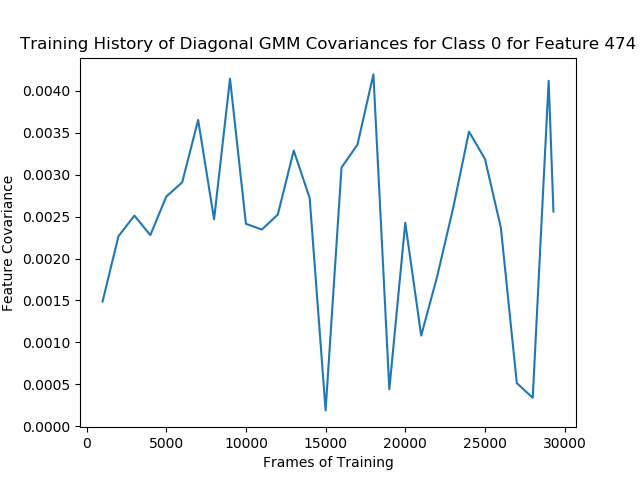 Training History of Diagonal GMM Covariances for Class 0 for Feature 474
Feature Covariance
0.0040
0.0035
0.0030
0.0025
0.0020
0.0015
0.0010
0.0005
0.0000
0 5000 10000 15000 20000 25000 30000
Frames of Training